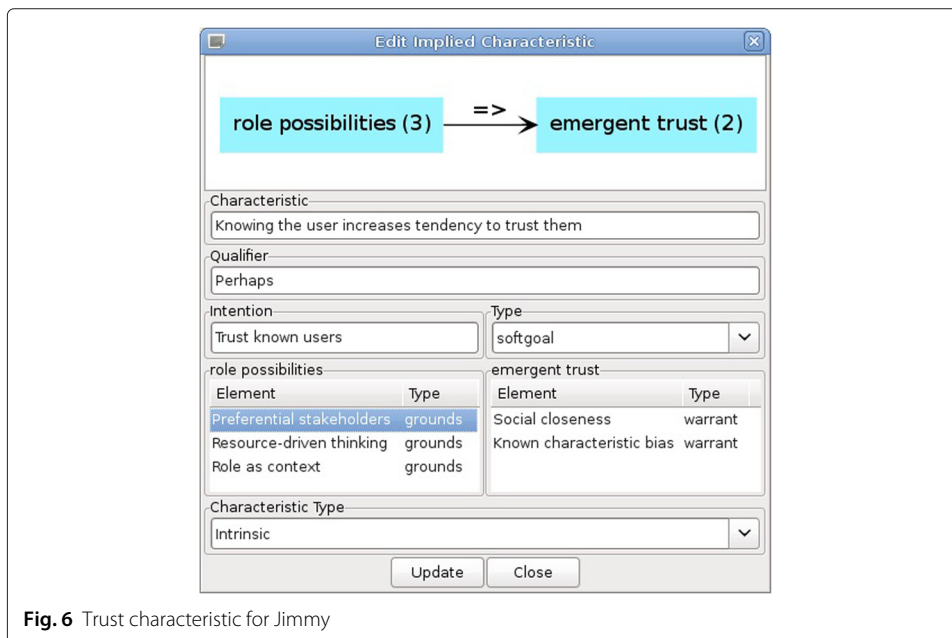 Edit Implied Characteristic
role possibilities (3)
=>
emergent trust (2)
Characteristic
Knowing the user increases tendency to trust them
Qualifier
Perhaps
Intention
Type
Trust known users
softgoal
role possibilities
emergent trust
Element Type
Element Type
Preferential stakeholders grounds
Social closeness warrant
Resource-driven thinking grounds
Known characteristic bias warrant
Role as context grounds
Characteristic Type
Intrinsic
Update
Close
Fig. 6 Trust characteristic for Jimmy